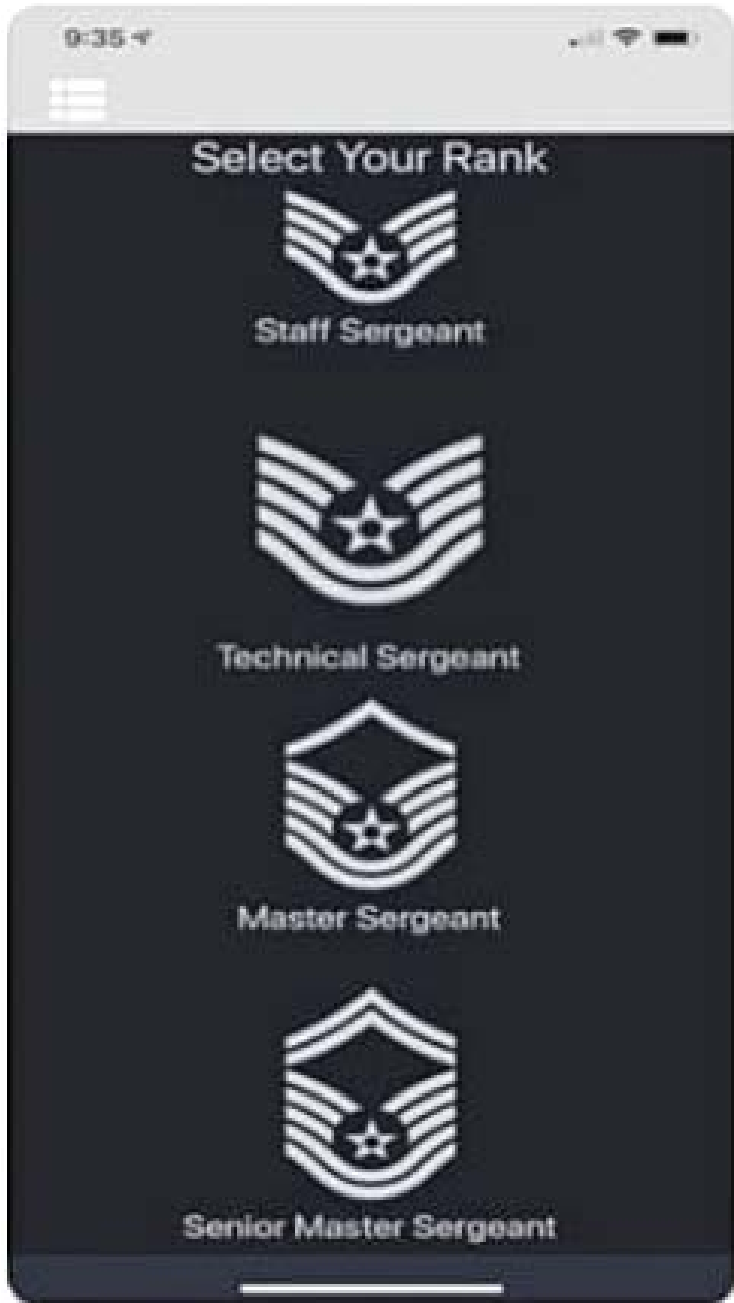 9:35
Select Your Rank
Staff Sergeant
Technical Sergeant
Master Sergeant
Senior Master Sergeant